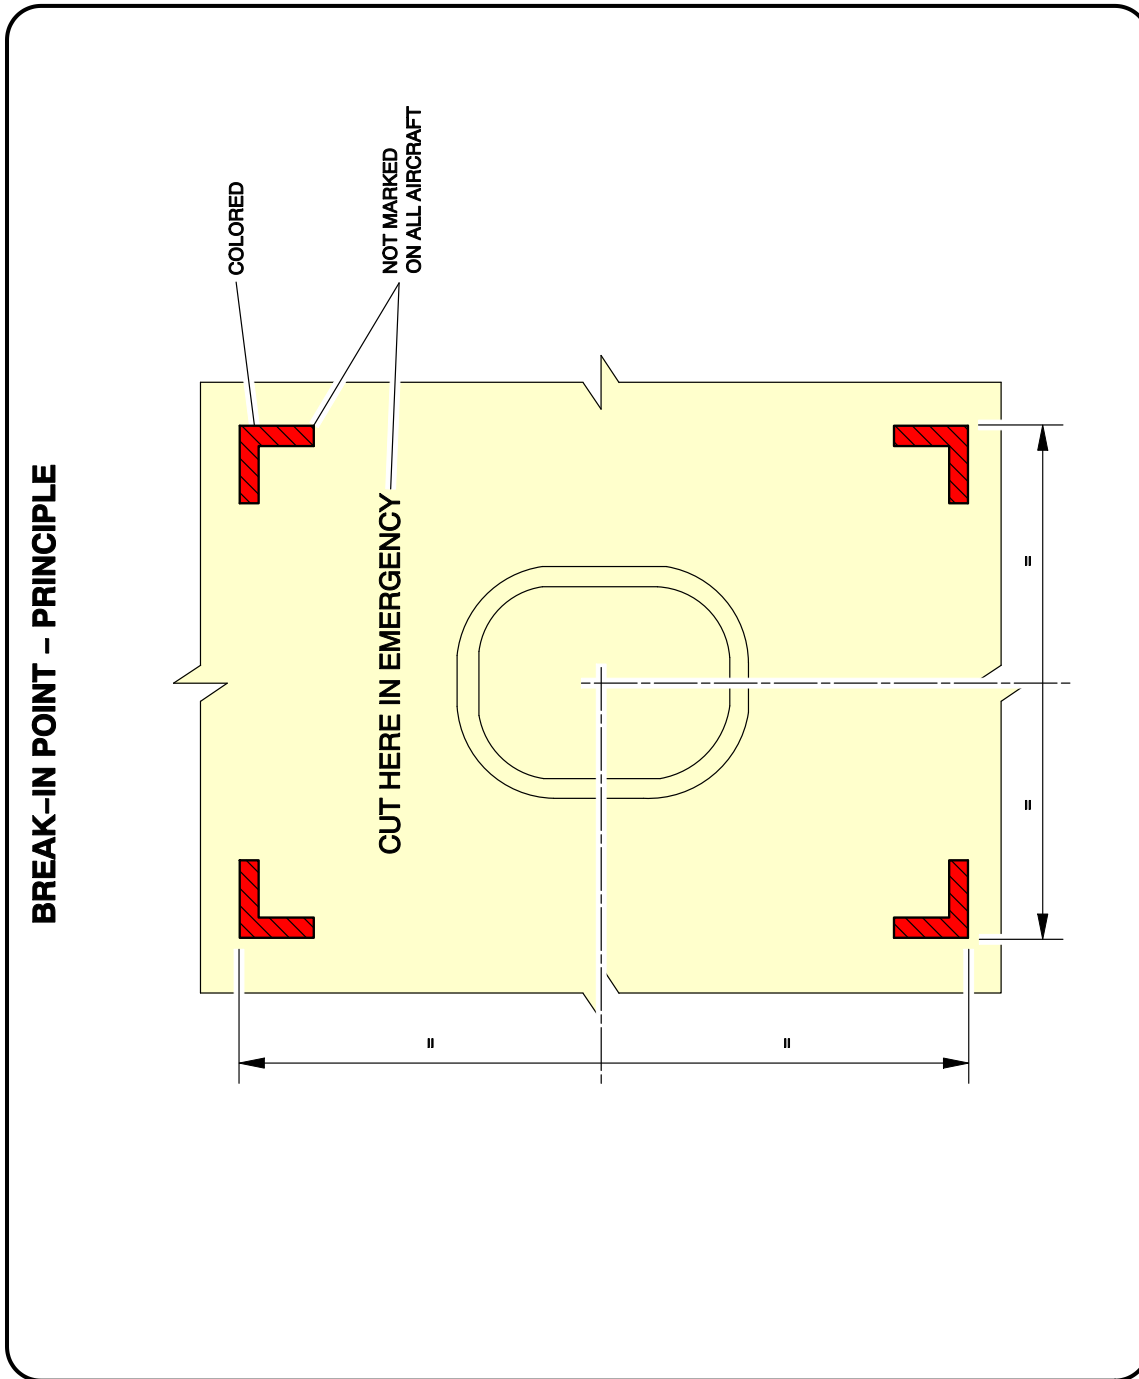 BREAK–IN POINT – PRINCIPLE
COLORED
NOT MARKED
ON ALL AIRCRAFT
CUT HERE IN EMERGENCY
=
=
=
=